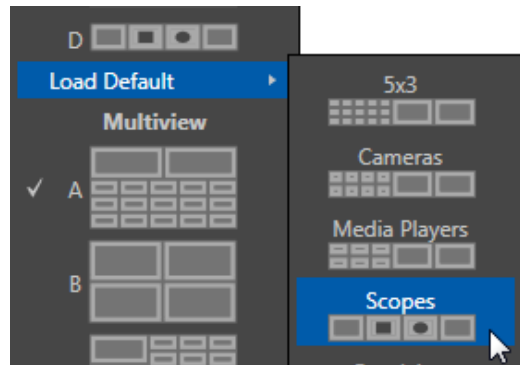 D
Load Default
Multiview
A
B
5x3
Cameras
Media Players
Scopes